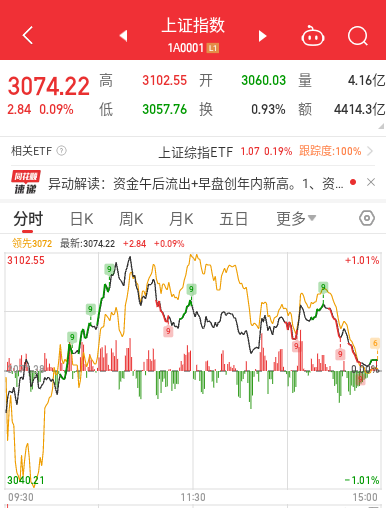 上证指数
1A0001 L1
3074.22 高 3102.55 开 3060.03 量 4.16亿
2.84 0.09% 低 3057.76 换 0.93% 额 4414.3亿
相关ETF ? 上证综指ETF 1.07 0.19% 跟踪度:100%
同花顺
速递 异动解读：资金午后流出+早盘创年内新高。1、资...
分时 日K 周K 月K 五日 更多
领先3072 最新:3074.22 +2.84 +0.09%
3102.55 +1.01%
9
9
9
9
9
9
9
9
6
0.00%
3040.21 -1.01%
09:30 11:30 15:00